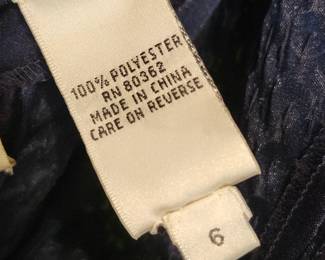 100% POLYESTER
RN 80362
MADE IN CHINA
CARE ON REVERSE
6